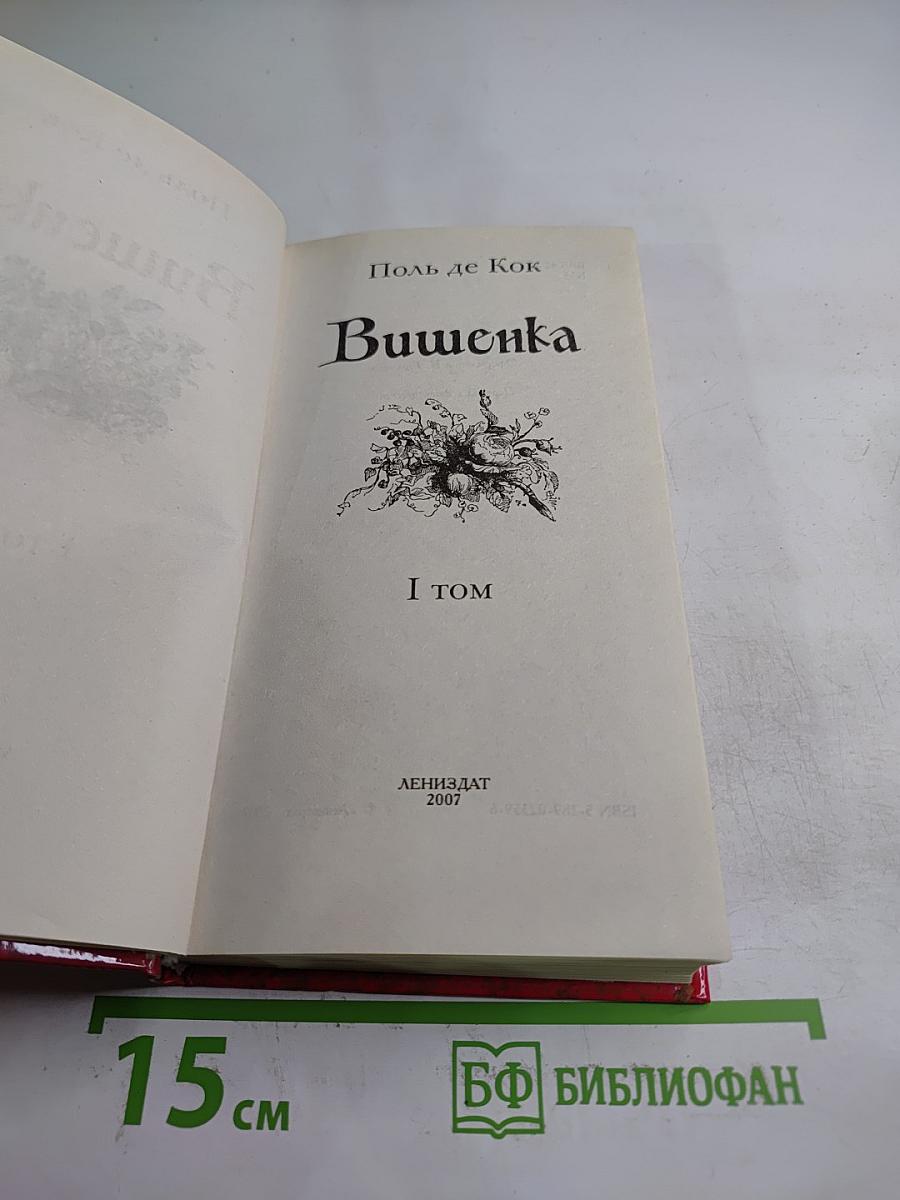 Поль де Кок
Вишенка
I том
ЛЕНИЗДАТ
2007
15 см
БФ БИБЛИОФАН